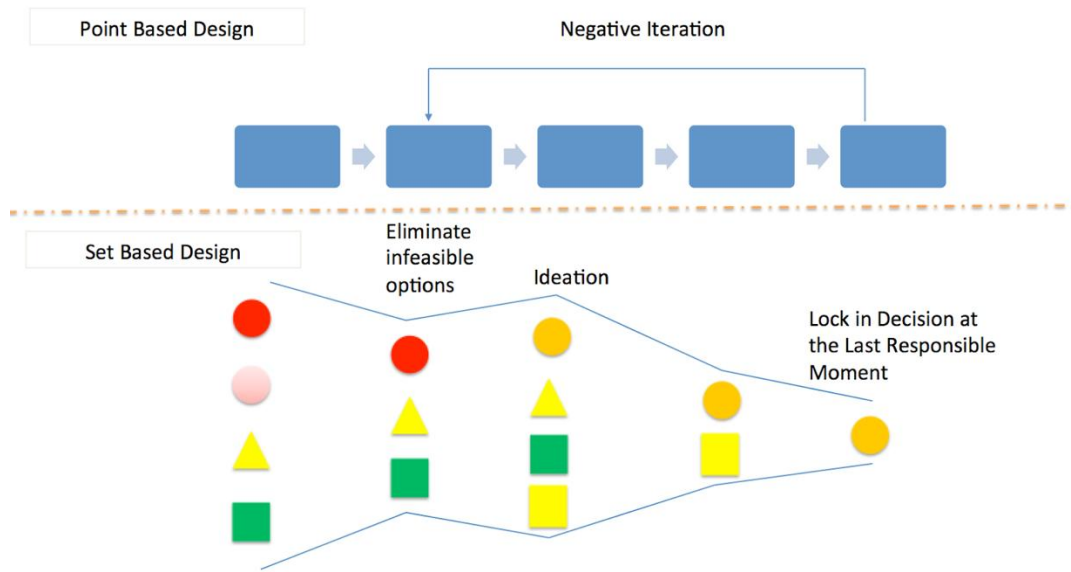 Point Based Design
Negative Iteration
Set Based Design
Eliminate
infeasible
options
Ideation
Lock in Decision at
the Last Responsible
Moment